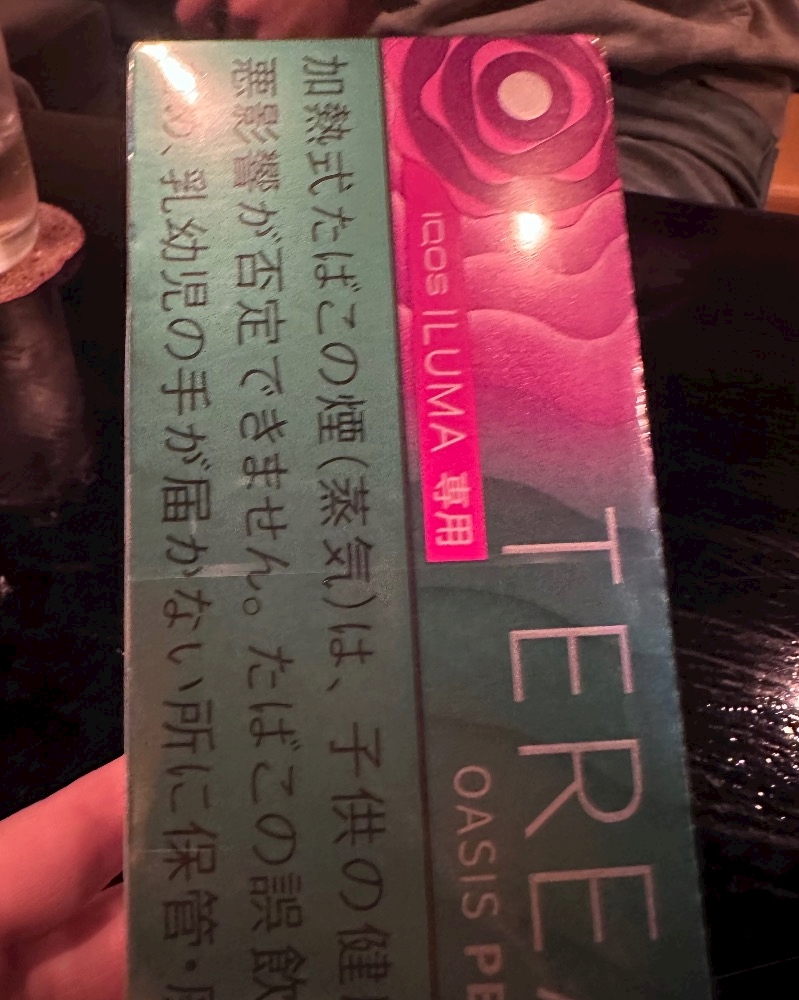 IQOS ILUMA 専用
TEREA
OASIS PE
加熱式たばこの煙(蒸気)は、子供の健
悪影響が否定できません。たばこの誤飲
め、乳幼児の手が届かない所に保管・